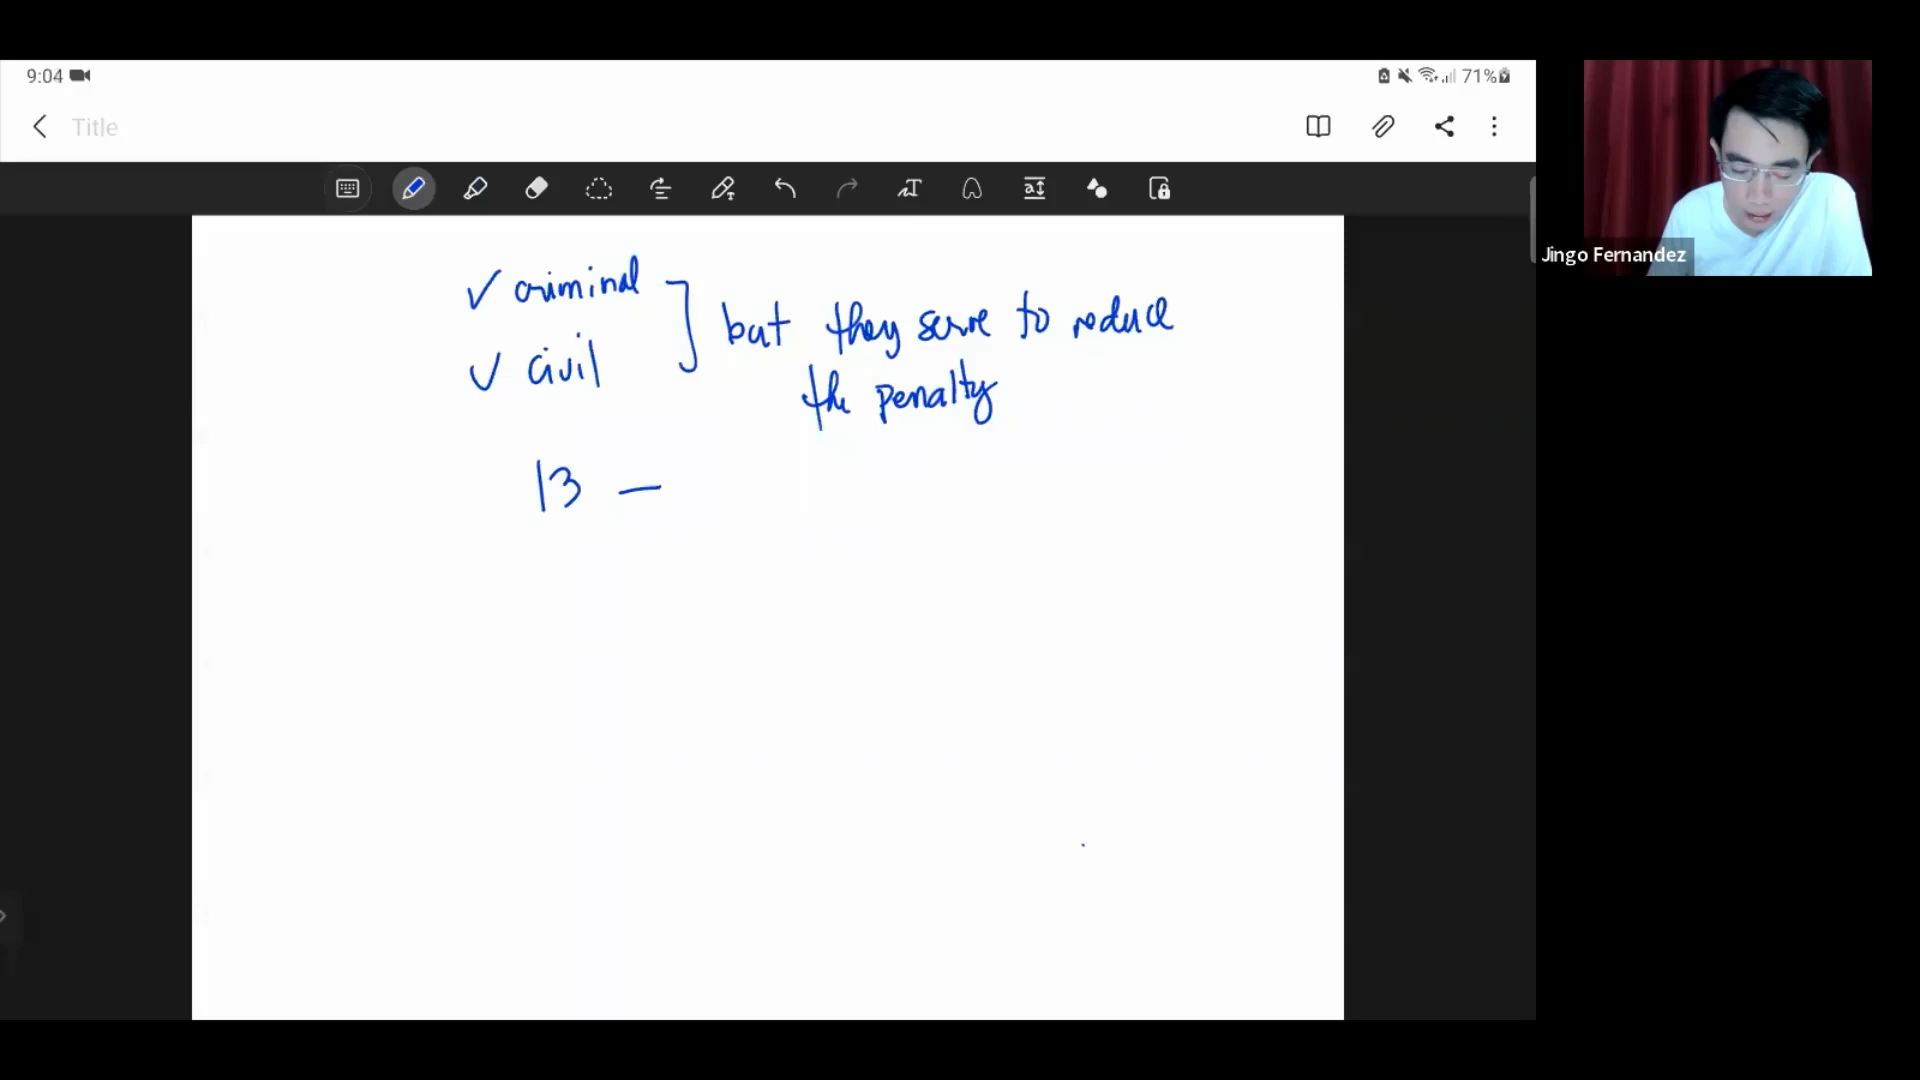 9:04
71%
Title
✓ criminal
✓ civil
but they serve to reduce
the penalty
13 —
Jingo Fernandez